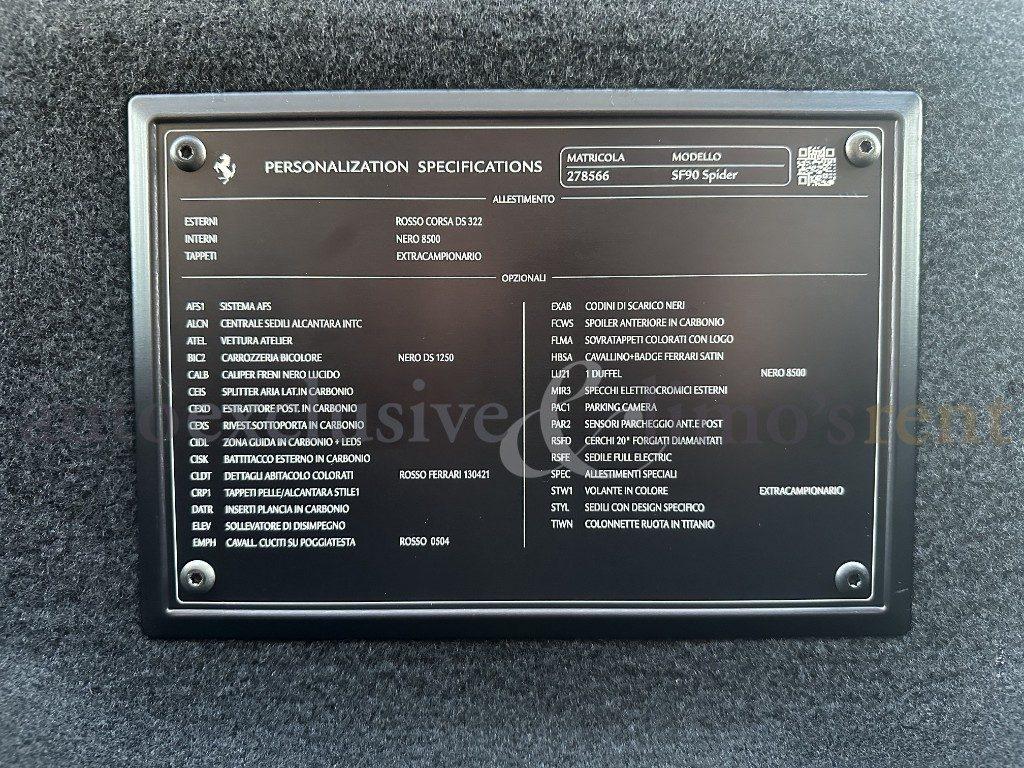 PERSONALIZATION SPECIFICATIONS
MATRICOLA MODELLO
278566 SF90 Spider
ALLESTIMENTO
ESTERNI ROSSO CORSA DS 322
INTERNI NERO 8500
TAPPETI EXTRACAMPIONARIO
OPZIONALI
AFS1 SISTEMA AFS
ALCN CENTRALE SEDILI ALCANTARA INTC
ATEL VETTURA ATELIER
BIC2 CARROZZERIA BICOLORE NERO DS 1250
CALB CALIPER FRENI NERO LUCIDO
CEIS SPLITTER ARIA LAT.IN CARBONIO
CEXD ESTRATTORE POST. IN CARBONIO
CEXS RIVEST.SOTTOPORTA IN CARBONIO
CIDL ZONA GUIDA IN CARBONIO + LEDS
CISK BATTITACCO ESTERNO IN CARBONIO
CLDT DETTAGLI ABITACOLO COLORATI ROSSO FERRARI 130421
CRP1 TAPPETI PELLE/ALCANTARA STILE1
DATR INSERTI PLANCIA IN CARBONIO
ELEV SOLLEVATORE DI DISIMPEGNO
EMPH CAVALL. CUCITI SU POGGIATESTA ROSSO 0504
EXAB CODINI DI SCARICO NERI
FCWS SPOILER ANTERIORE IN CARBONIO
FLMA SOVRATAPPETI COLORATI CON LOGO
HBSA CAVALLINO+BADGE FERRARI SATIN
LU21 1 DUFFEL NERO 8500
MIR3 SPECCHI ELETTROCROMICI ESTERNI
PAC1 PARKING CAMERA
PAR2 SENSORI PARCHEGGIO ANT.E POST
RSFD CERCHI 20" FORGIATI DIAMANTATI
RSFE SEDILE FULL ELECTRIC
SPEC ALLESTIMENTI SPECIALI
STW1 VOLANTE IN COLORE EXTRACAMPIONARIO
STYL SEDILI CON DESIGN SPECIFICO
TIWN COLONNETTE RUOTA IN TITANIO